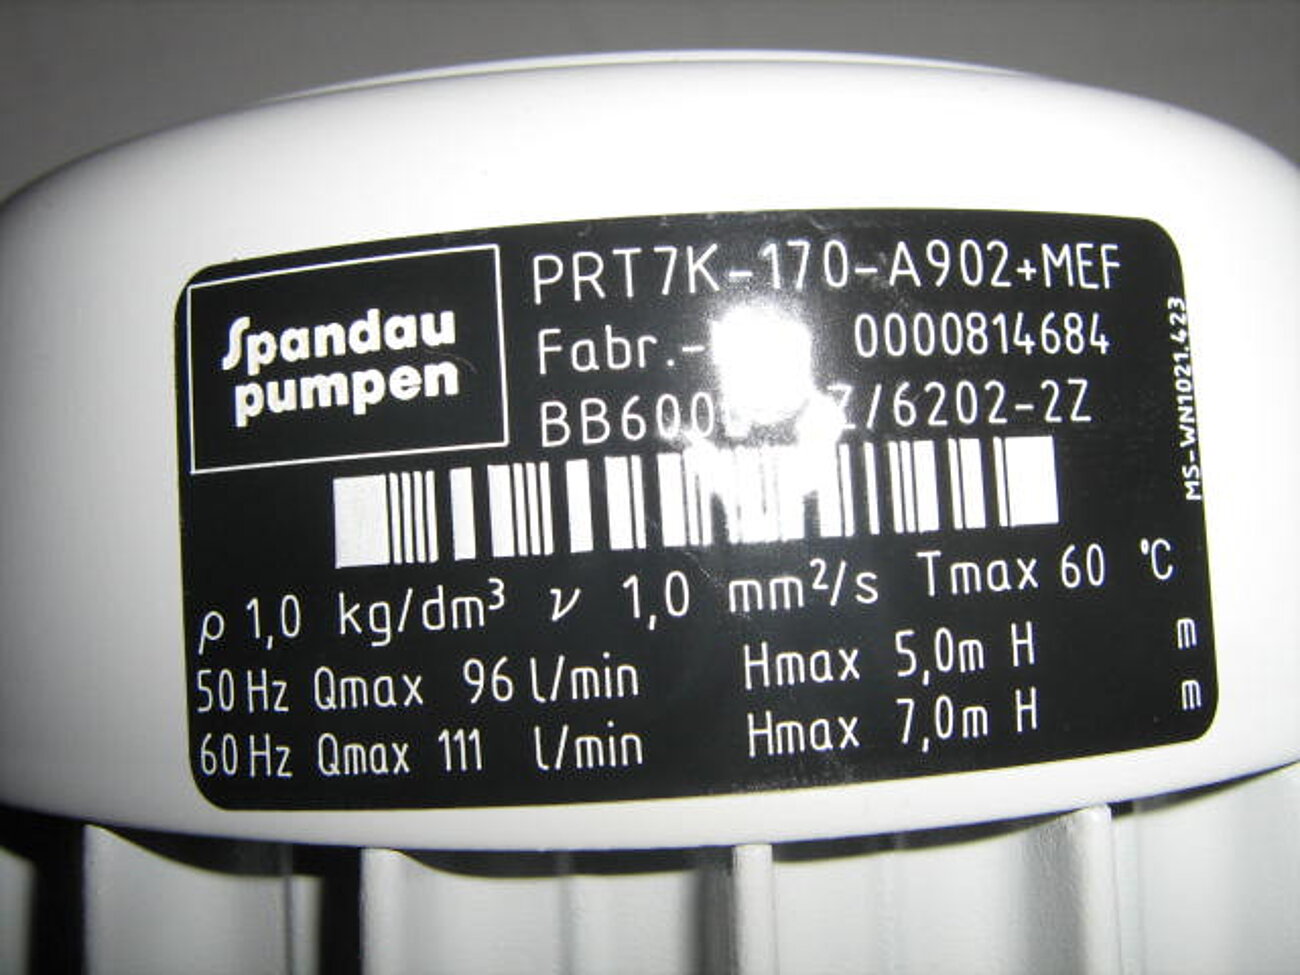 Spandau
pumpen
PRT7K-170-A902+MEF
Fabr.- 0000814684
/6202-2Z
MS-WN1021.423
ρ 1,0 kg/dm³ ν 1,0 mm²/s Tmax 60 °C
50 Hz Qmax 96 l/min Hmax 5,0m H m
60 Hz Qmax 111 l/min Hmax 7,0m H m